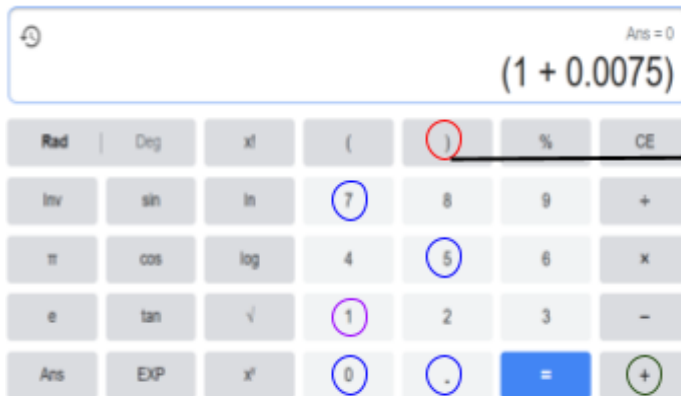 Ans = 0
(1 + 0.0075)
Rad | Deg x! ( ) % CE
Inv sin ln 7 8 9 ÷
π cos log 4 5 6 ×
e tan √ 1 2 3 −
Ans EXP xʸ 0 . = +